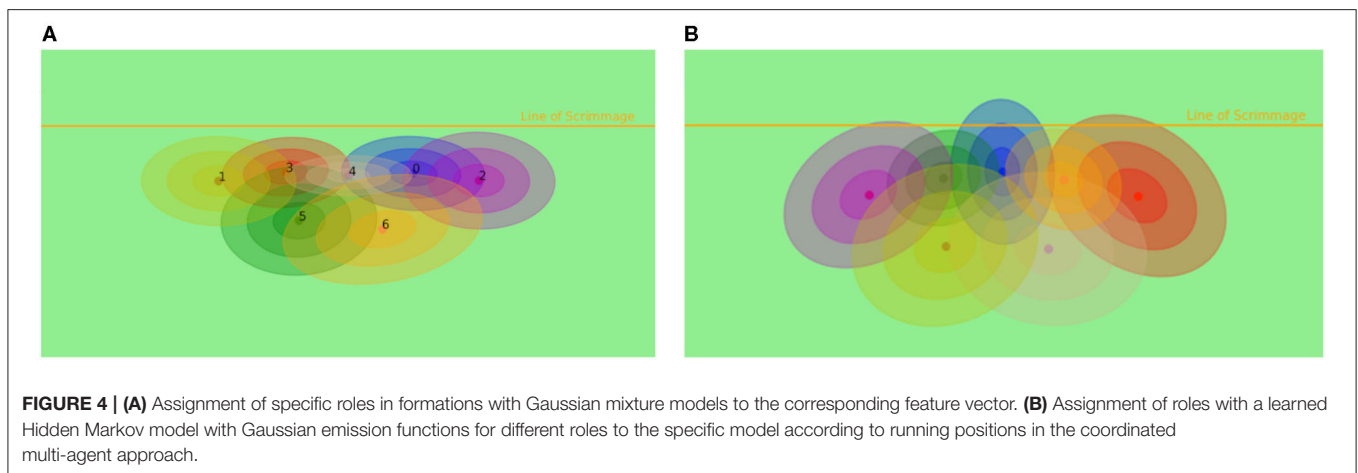 A
B
Line of Scrimmage
Line of Scrimmage
1
3
4
0
2
5
6
FIGURE 4 | (A) Assignment of specific roles in formations with Gaussian mixture models to the corresponding feature vector. (B) Assignment of roles with a learned
Hidden Markov model with Gaussian emission functions for different roles to the specific model according to running positions in the coordinated
multi-agent approach.